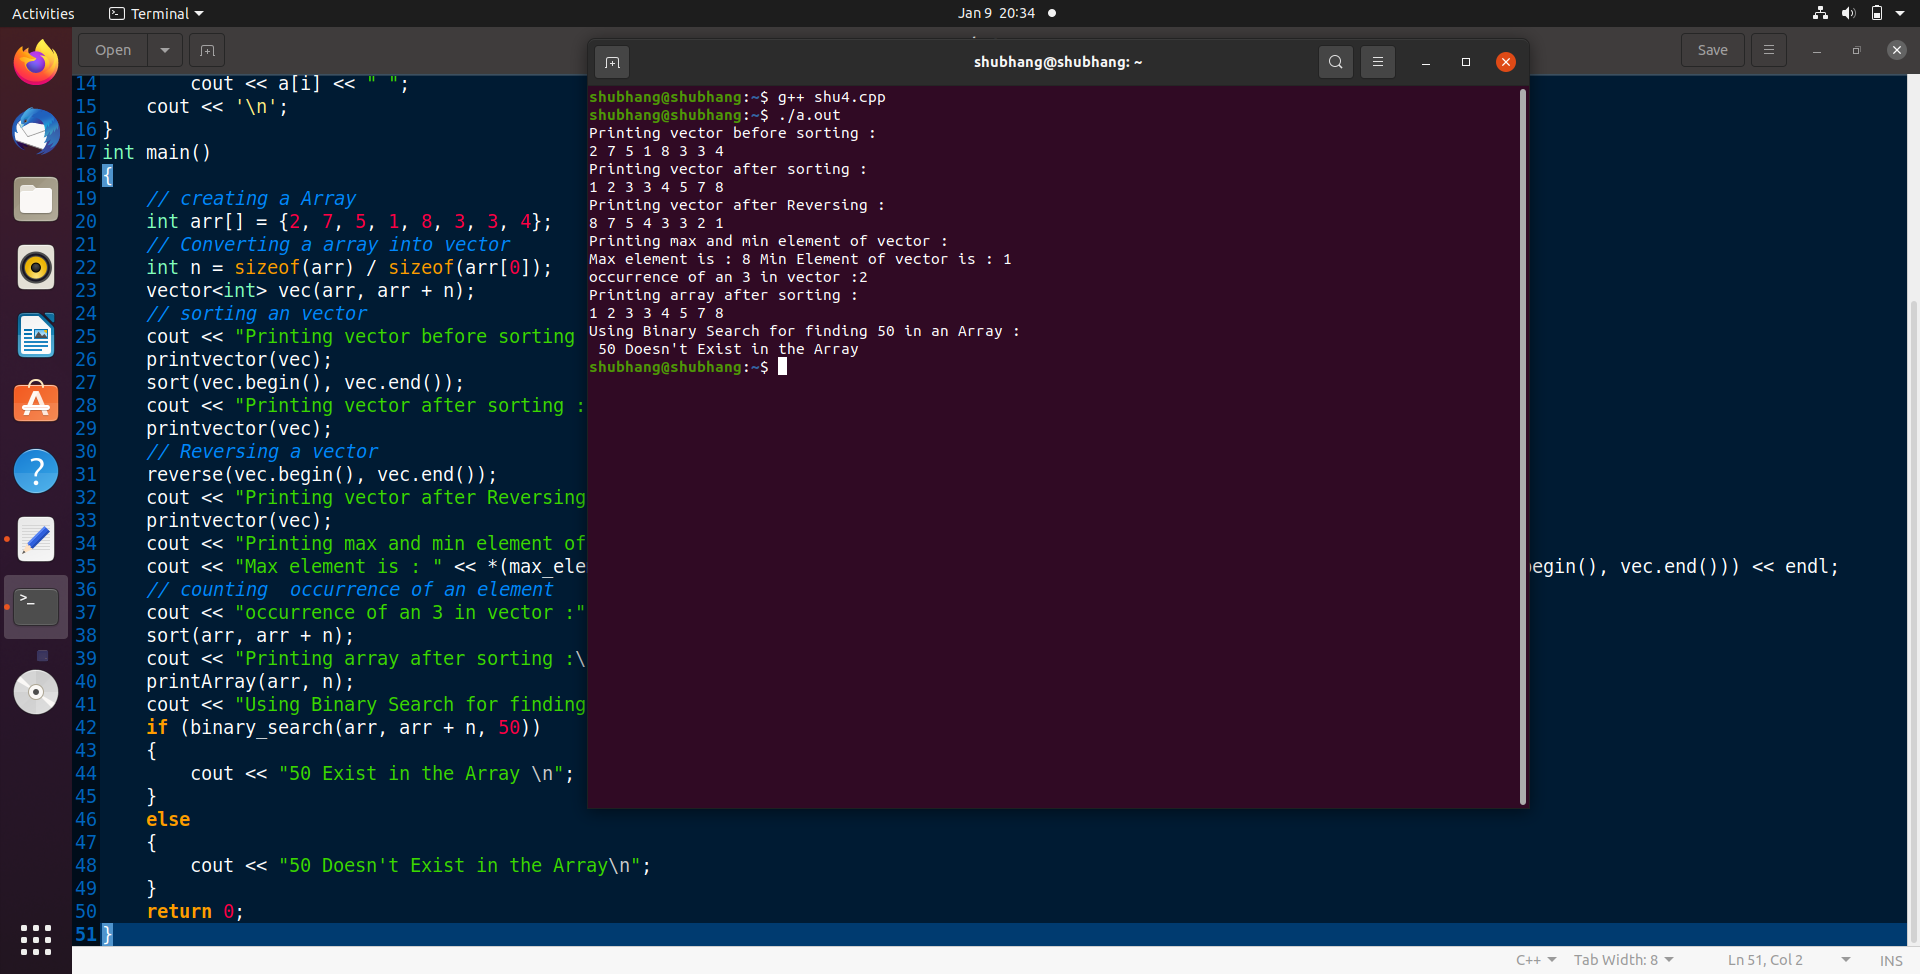 Activities
Terminal
Jan 9 20:34
Open
Save
shubhang@shubhang: ~
14 cout << a[i] << " ";
15 cout << '\n';
16 }
17 int main()
18 {
19 // creating a Array
20 int arr[] = {2, 7, 5, 1, 8, 3, 3, 4};
21 // Converting a array into vector
22 int n = sizeof(arr) / sizeof(arr[0]);
23 vector<int> vec(arr, arr + n);
24 // sorting an vector
25 cout << "Printing vector before sorting
26 printvector(vec);
27 sort(vec.begin(), vec.end());
28 cout << "Printing vector after sorting :
29 printvector(vec);
30 // Reversing a vector
31 reverse(vec.begin(), vec.end());
32 cout << "Printing vector after Reversing
33 printvector(vec);
34 cout << "Printing max and min element of
35 cout << "Max element is : " << *(max_ele egin(), vec.end())) << endl;
36 // counting  occurrence of an element
37 cout << "occurrence of an 3 in vector :"
38 sort(arr, arr + n);
39 cout << "Printing array after sorting :\
40 printArray(arr, n);
41 cout << "Using Binary Search for finding
42 if (binary_search(arr, arr + n, 50))
43 {
44 cout << "50 Exist in the Array \n";
45 }
46 else
47 {
48 cout << "50 Doesn't Exist in the Array\n";
49 }
50 return 0;
51 }
shubhang@shubhang:~$ g++ shu4.cpp
shubhang@shubhang:~$ ./a.out
Printing vector before sorting :
2 7 5 1 8 3 3 4
Printing vector after sorting :
1 2 3 3 4 5 7 8
Printing vector after Reversing :
8 7 5 4 3 3 2 1
Printing max and min element of vector :
Max element is : 8 Min Element of vector is : 1
occurrence of an 3 in vector :2
Printing array after sorting :
1 2 3 3 4 5 7 8
Using Binary Search for finding 50 in an Array :
 50 Doesn't Exist in the Array
shubhang@shubhang:~$
C++
Tab Width: 8
Ln 51, Col 2
INS